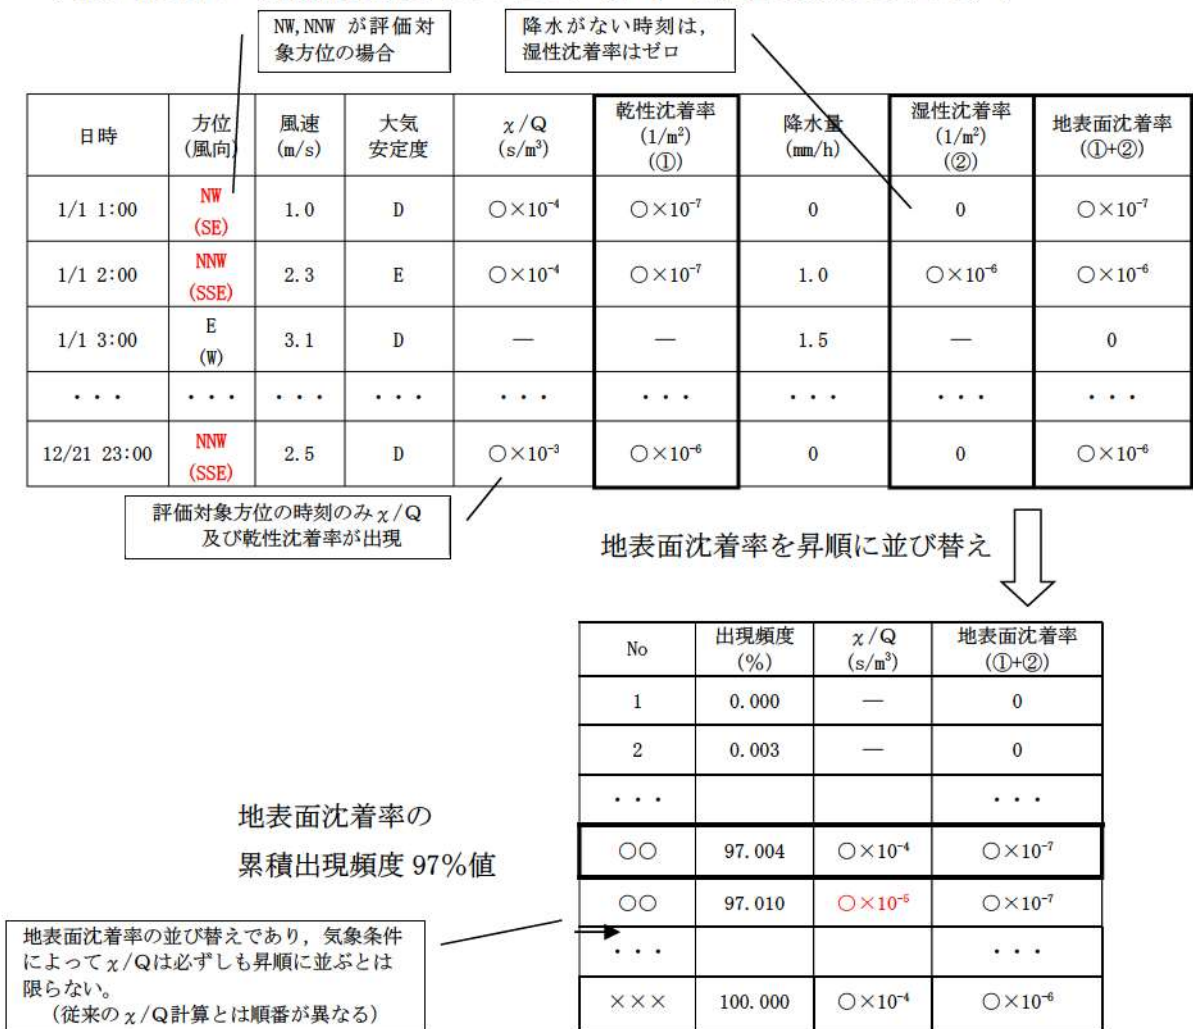 NW,NNW が評価対
象方位の場合
降水がない時刻は,
湿性沈着率はゼロ
日時 方位 (風向) 風速 (m/s) 大気 安定度 χ/Q (s/m³) 乾性沈着率 (1/m²) (①) 降水量 (mm/h) 湿性沈着率 (1/m²) (②) 地表面沈着率 (①+②)
1/1 1:00 NW (SE) 1.0 D ○×10⁻⁴ ○×10⁻⁷ 0 0 ○×10⁻⁷
1/1 2:00 NNW (SSE) 2.3 E ○×10⁻⁴ ○×10⁻⁷ 1.0 ○×10⁻⁶ ○×10⁻⁶
1/1 3:00 E (W) 3.1 D — — 1.5 — 0
・・・ ・・・ ・・・ ・・・ ・・・ ・・・ ・・・ ・・・ ・・・
12/21 23:00 NNW (SSE) 2.5 D ○×10⁻³ ○×10⁻⁶ 0 0 ○×10⁻⁶
評価対象方位の時刻のみχ/Q
及び乾性沈着率が出現
地表面沈着率を昇順に並び替え
No 出現頻度 (%) χ/Q (s/m³) 地表面沈着率 (①+②)
1 0.000 — 0
2 0.003 — 0
・・・ ・・・
地表面沈着率の
累積出現頻度 97%値
○○ 97.004 ○×10⁻⁴ ○×10⁻⁷
○○ 97.010 ○×10⁻⁵ ○×10⁻⁷
・・・ ・・・
××× 100.000 ○×10⁻⁴ ○×10⁻⁶
地表面沈着率の並び替えであり,気象条件
によってχ/Qは必ずしも昇順に並ぶとは
限らない。
(従来のχ/Q計算とは順番が異なる)